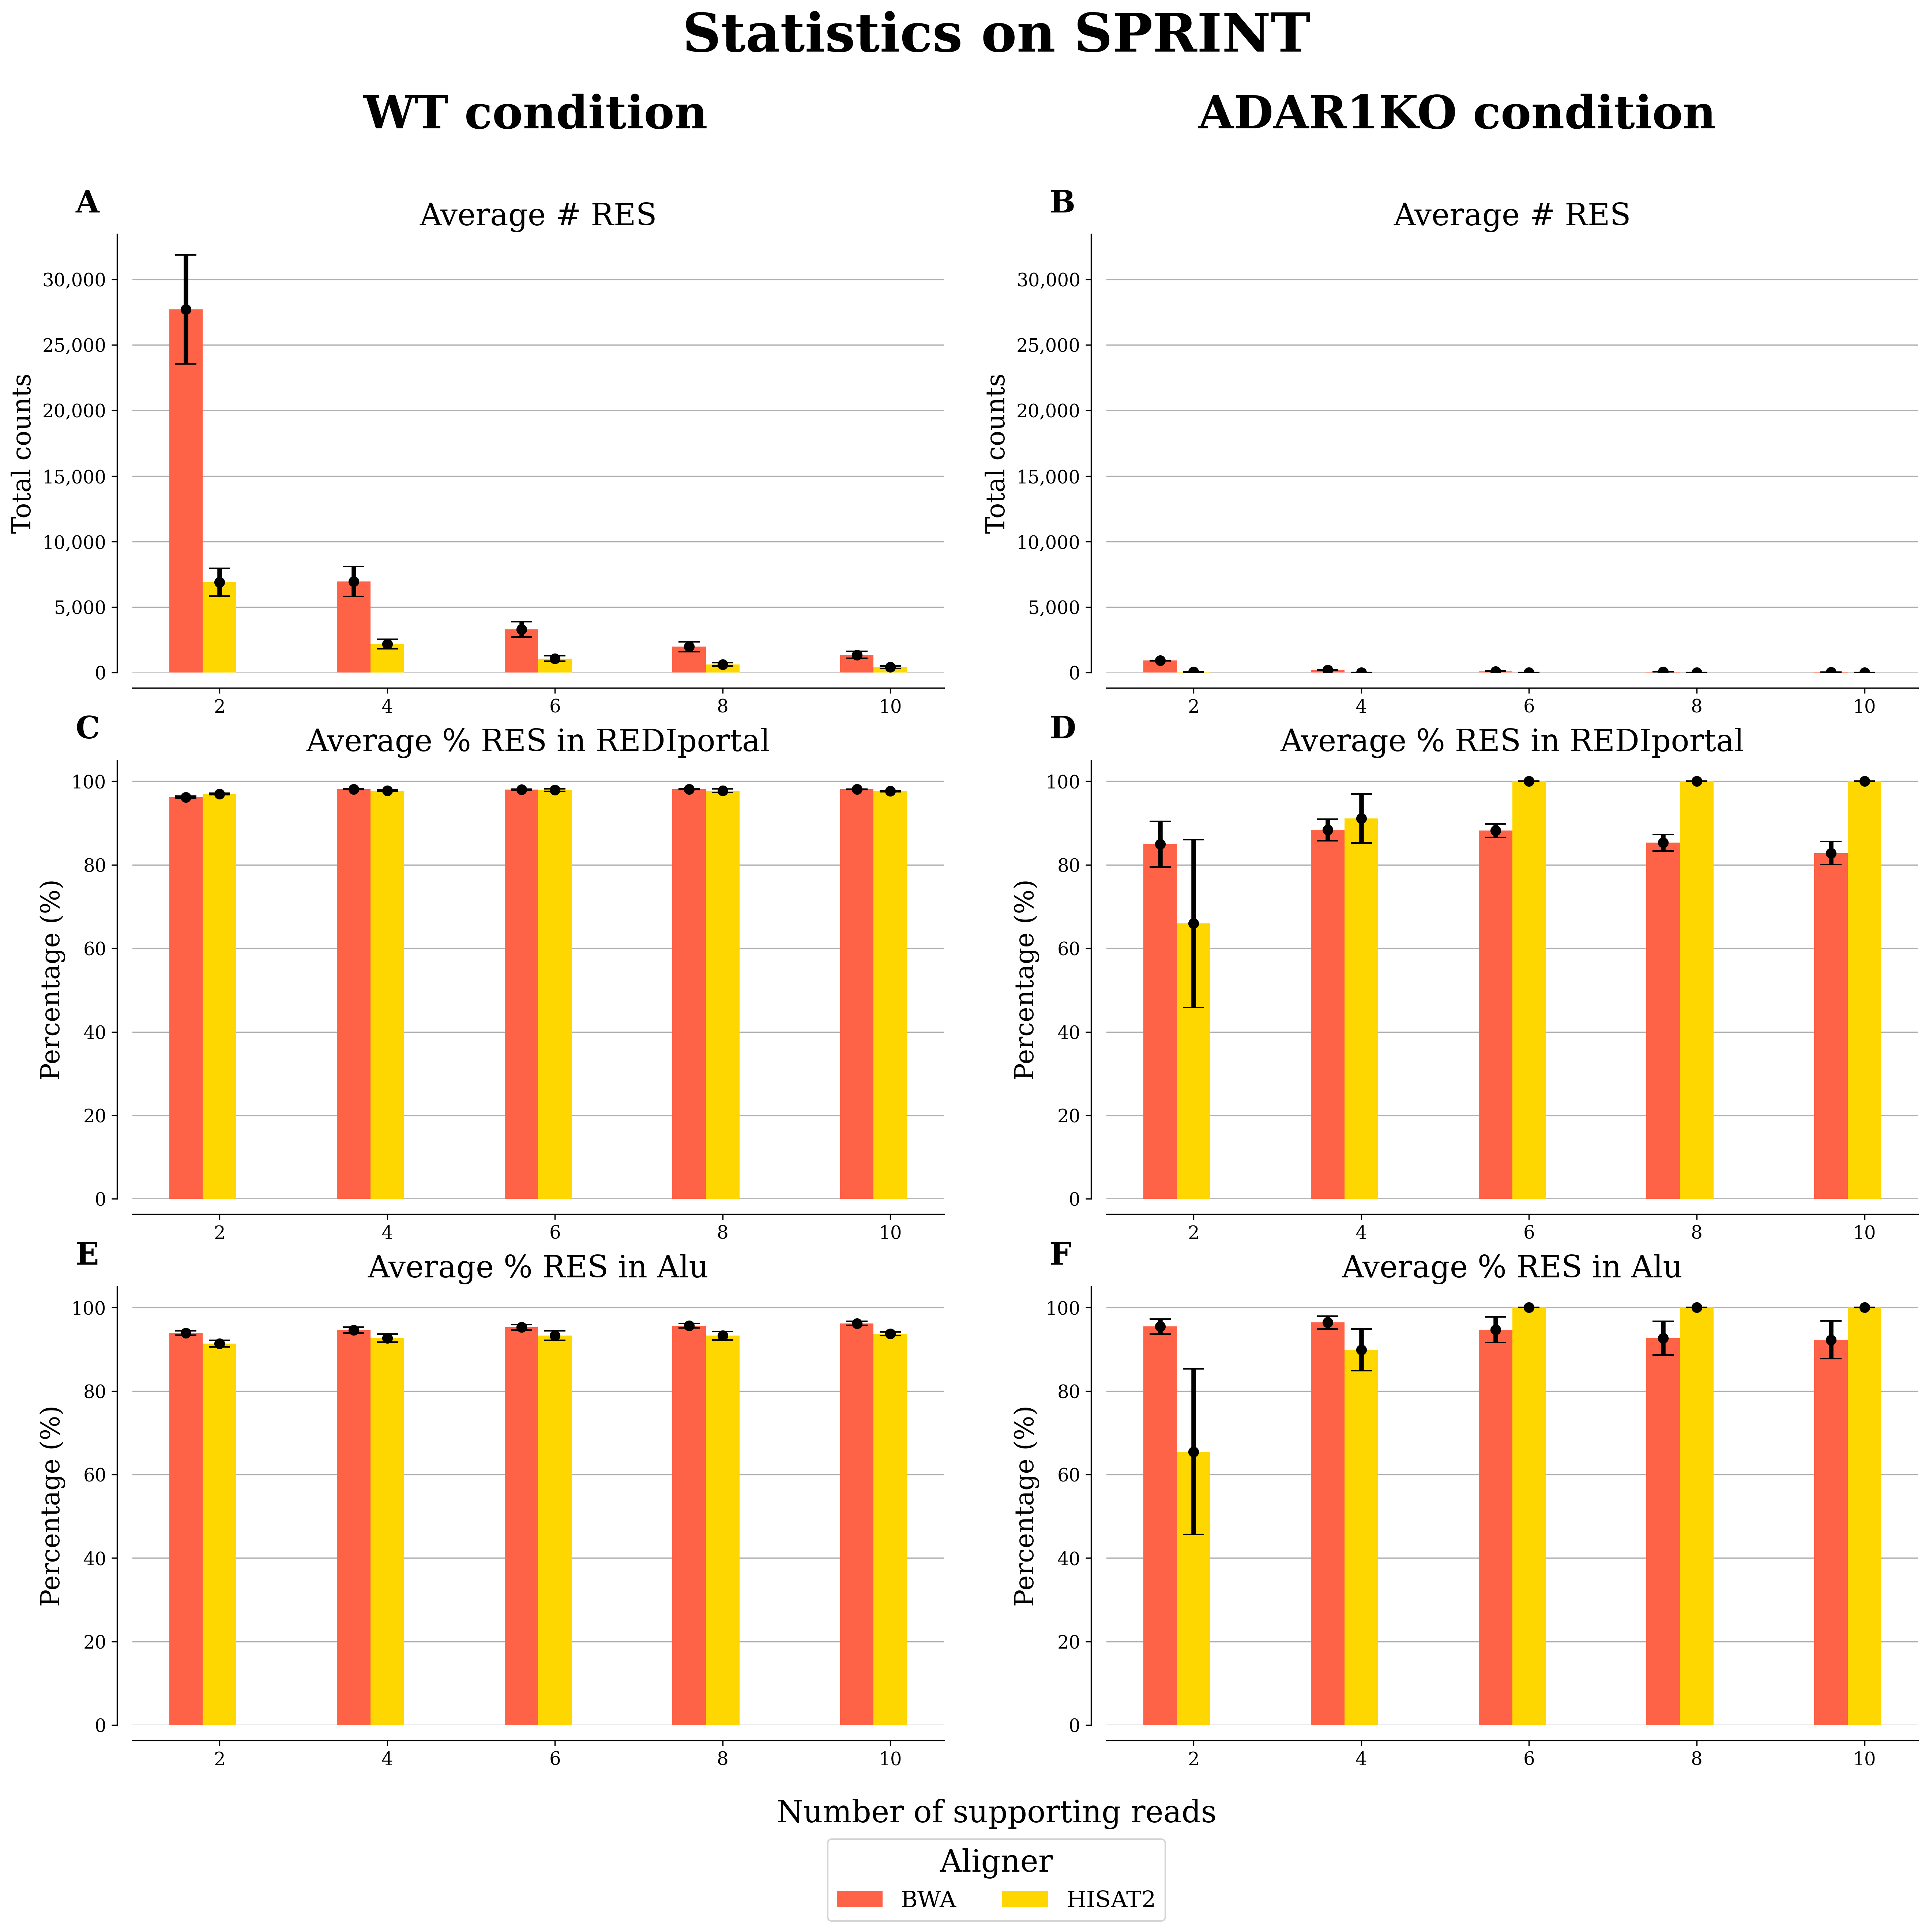 Statistics on SPRINT
WT condition
ADAR1KO condition
A
Average # RES
Total counts
30,000
25,000
20,000
15,000
10,000
5,000
0
2 4 6 8 10
B
Average # RES
Total counts
30,000
25,000
20,000
15,000
10,000
5,000
0
2 4 6 8 10
C
Average % RES in REDIportal
Percentage (%)
100
80
60
40
20
0
2 4 6 8 10
D
Average % RES in REDIportal
Percentage (%)
100
80
60
40
20
0
2 4 6 8 10
E
Average % RES in Alu
Percentage (%)
100
80
60
40
20
0
2 4 6 8 10
F
Average % RES in Alu
Percentage (%)
100
80
60
40
20
0
2 4 6 8 10
Number of supporting reads
Aligner
BWA HISAT2